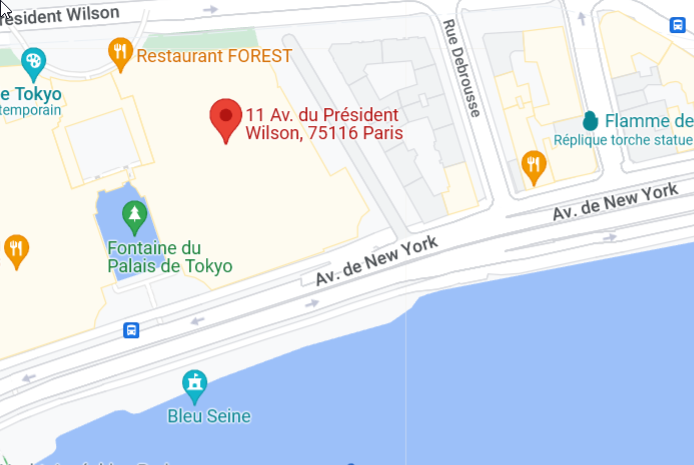 résident Wilson
Restaurant FOREST
Rue Debrousse
e Tokyo
temporain
11 Av. du Président
Wilson, 75116 Paris
Flamme de
Réplique torche statue
Av. de New York
Fontaine du
Palais de Tokyo
Av. de New York
Bleu Seine